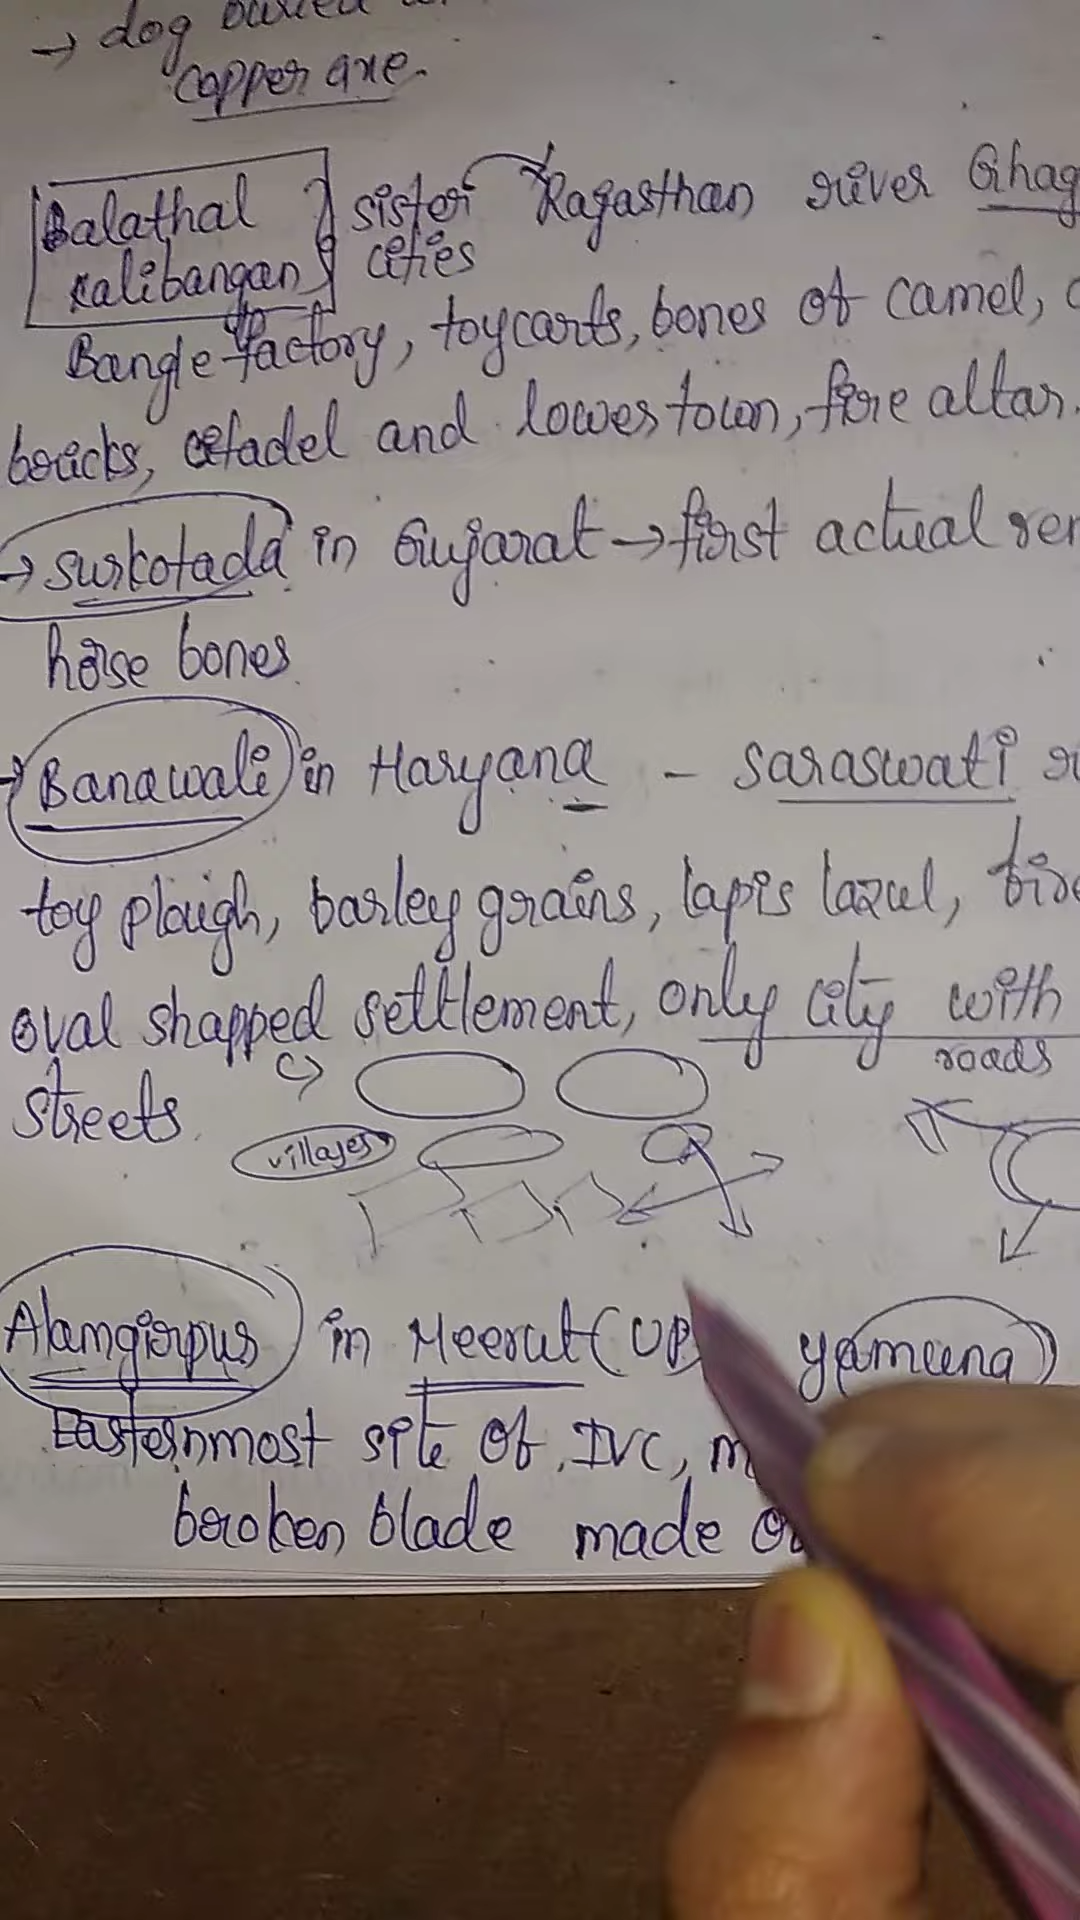 → dog buried
copper axe.
Balathal } sister Rajasthan river Ghag
Kalibangan } cities
Bangle factory, toycarts, bones of camel,
bricks, citadel and lower town, fire altar.
→ surkotada in Gujarat → first actual rem
horse bones
→ Banawali in Haryana - saraswati
toy plough, barley grains, lapis lazul, fire
oval shapped settlement, only city with
roads
streets.
villages
Alamgirpur in Meerut (UP) yamuna
Easternmost site of IVC, m
broken blade made o